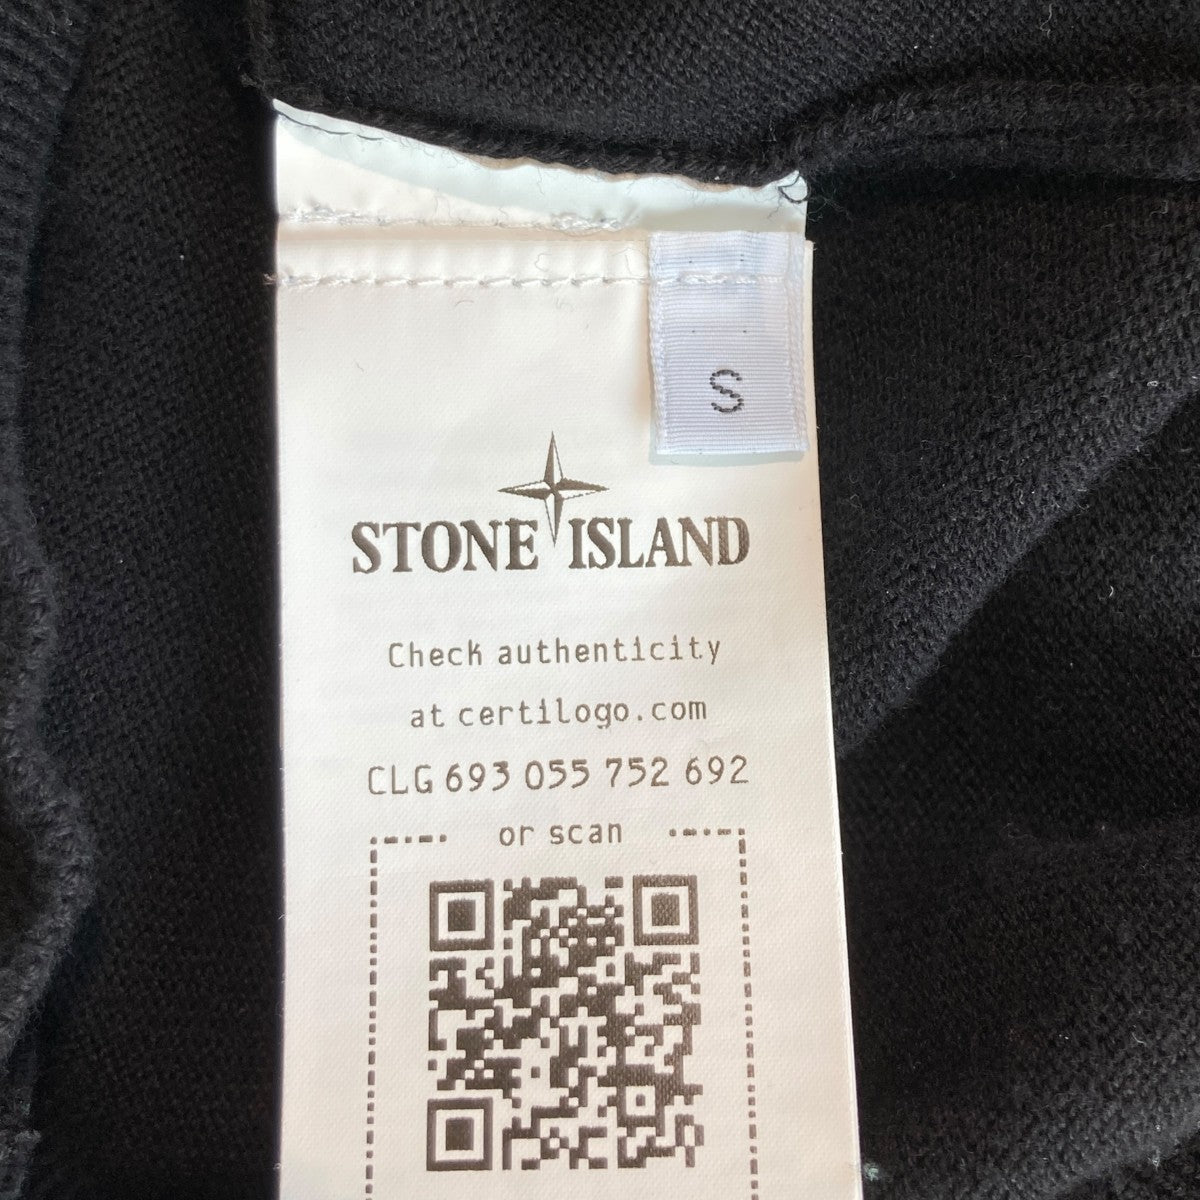 S
STONE ISLAND
Check authenticity
at certilogo.com
CLG 693 055 752 692
or scan